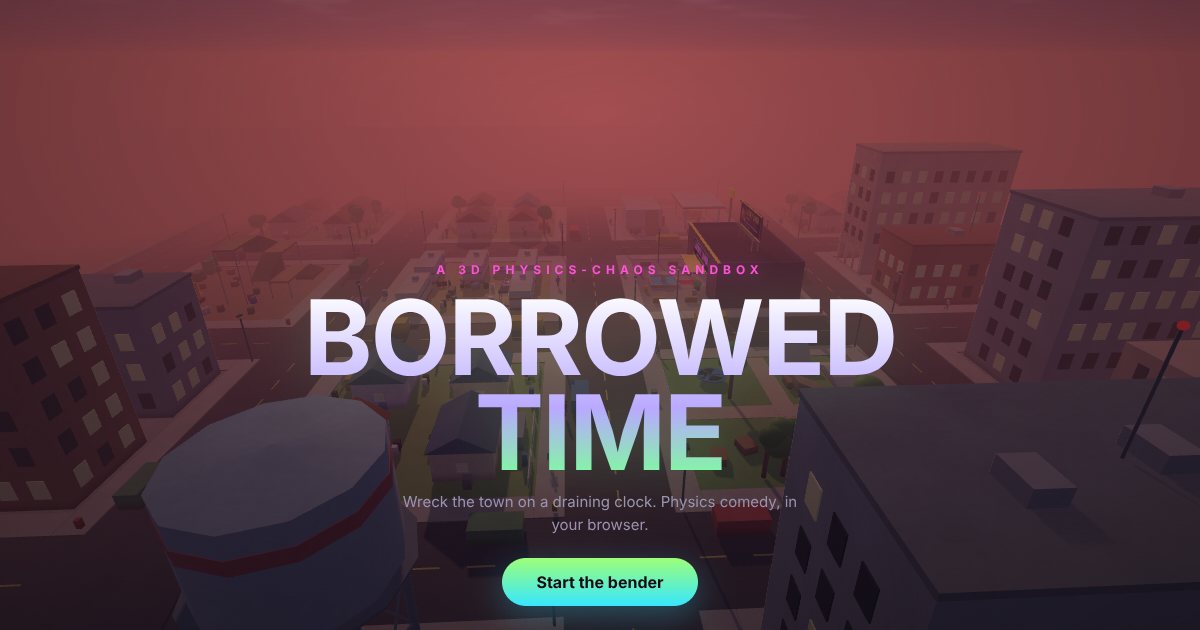 A 3D PHYSICS-CHAOS SANDBOX
BORROWED
TIME
Wreck the town on a draining clock. Physics comedy, in
your browser.
Start the bender